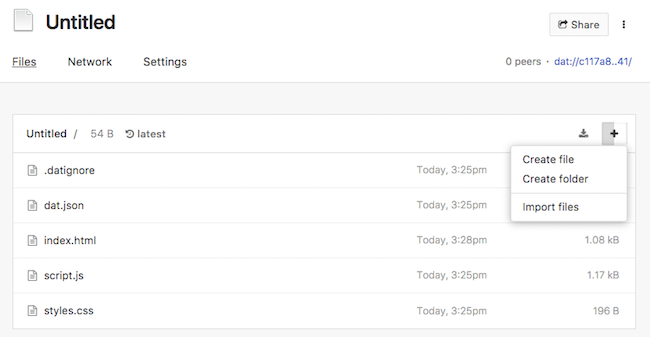 Untitled
Share
Files Network Settings 0 peers · dat://c117a8..41/
Untitled / 54 B latest
Create file
Create folder
Import files
.datignore Today, 3:25pm
dat.json Today, 3:25pm
index.html Today, 3:28pm 1.08 kB
script.js Today, 3:25pm 1.17 kB
styles.css Today, 3:25pm 196 B